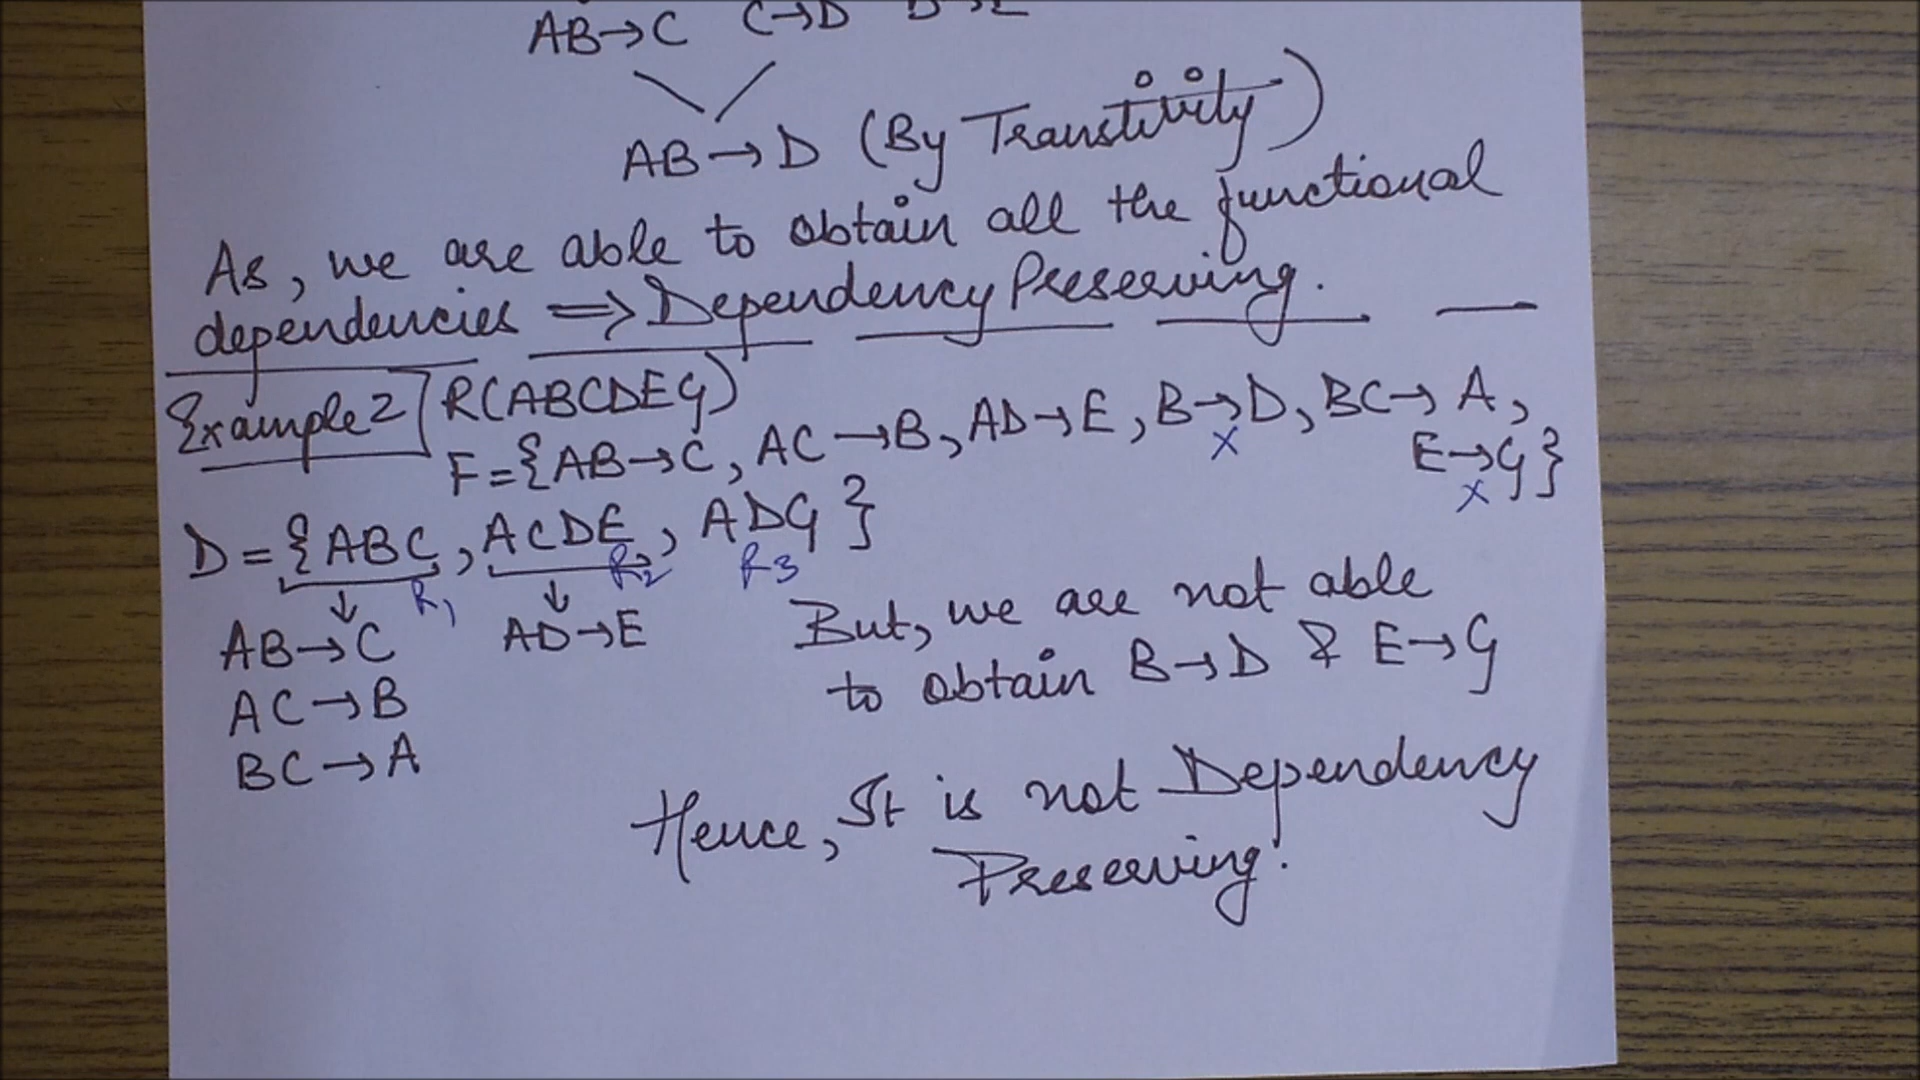 AB→C C→D
AB→D (By Transtivity)
As, we are able to obtain all the functional
dependencies ⟹ Dependency Preserving.
Example 2 R(ABCDEG)
F={AB→C, AC→B, AD→E, B→D, BC→A,
E→G}
X X
D={ABC, ACDE, ADG}
R1 R2 R3
↓ ↓
AB→C AD→E
AC→B
BC→A
But, we are not able
to obtain B→D & E→G
Hence, It is not Dependency
Preserving.